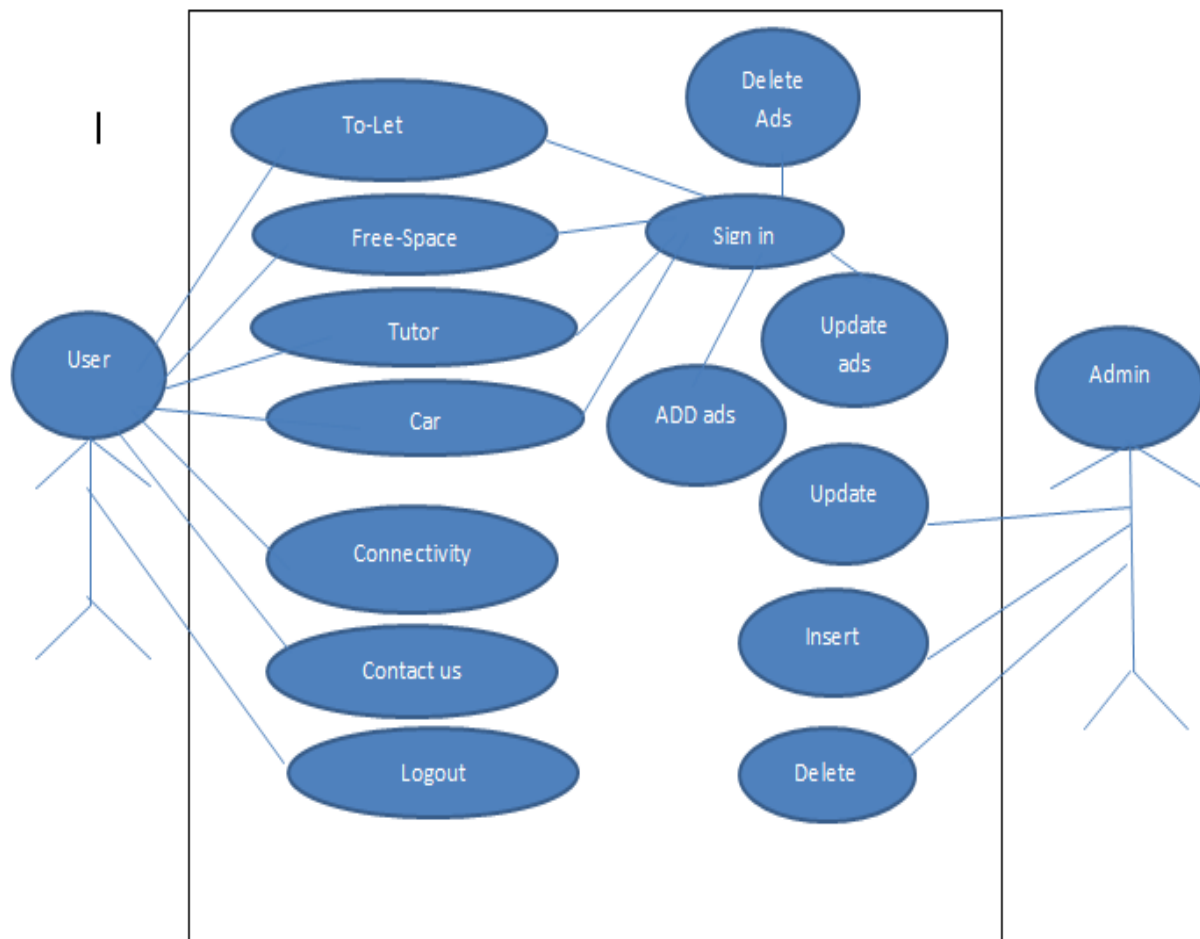 Delete
Ads
To-Let
Free-Space
Sign in
Tutor
Update
ads
User
Admin
Car
ADD ads
Update
Connectivity
Insert
Contact us
Logout
Delete